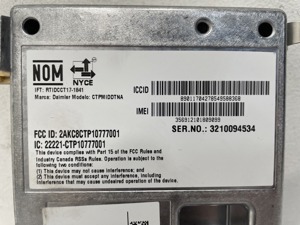 NOM
NYCE
IFT: RTIDCCT17-1841
Marca: Daimler Modelo: CTPMIDDTNA
ICCID
89011704278549588368
IMEI
356912101809099
FCC ID: 2AKC8CTP10777001
IC: 22221-CTP10777001
SER.NO.: 3210094534
This device complies with Part 15 of the FCC Rules and
Industry Canada RSSs Rules. Operation is subject to the
following two conditions:
(1) This device may not cause interference; and
(2) This device must accept any interference, including
interference that may cause undesired operation of the
device.